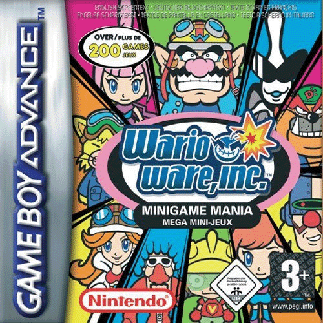 GAME BOY ADVANCE
OVER/PLUS DE
200 GAMES
JEUX
Wario
Ware, Inc.™
MINIGAME MANIA
MEGA MINI-JEUX
Nintendo
3+
www.pegi.info